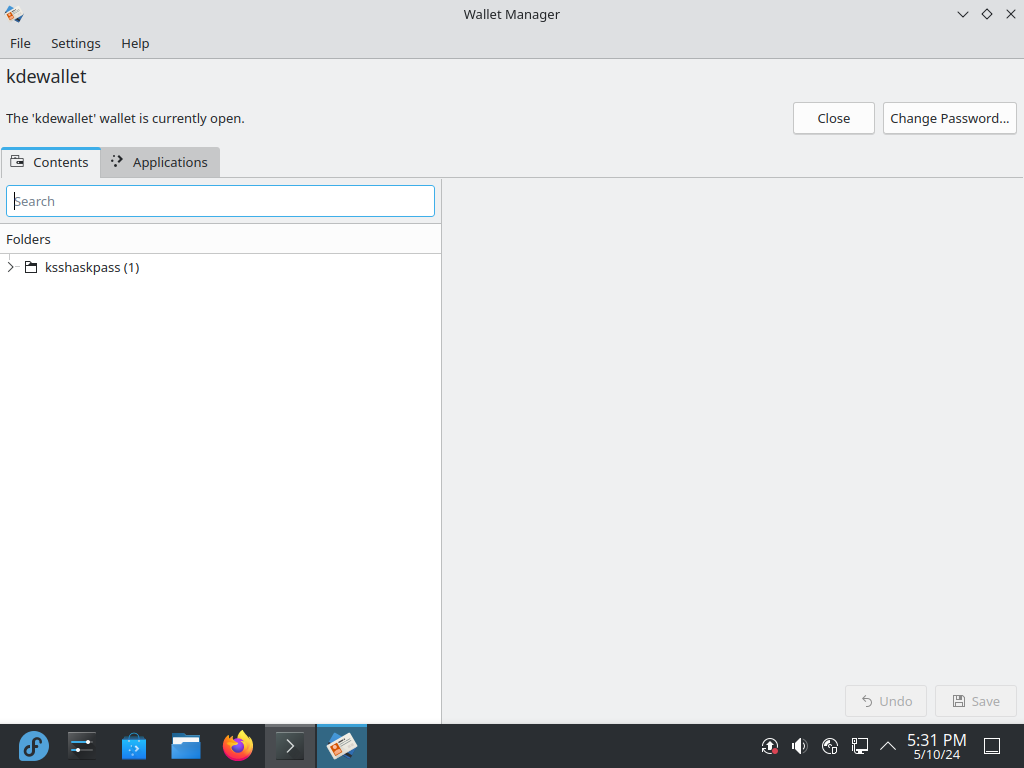 Wallet Manager
File Settings Help
kdewallet
The 'kdewallet' wallet is currently open.
Close
Change Password...
Contents
Applications
Search
Folders
ksshaskpass (1)
Undo
Save
5:31 PM
5/10/24